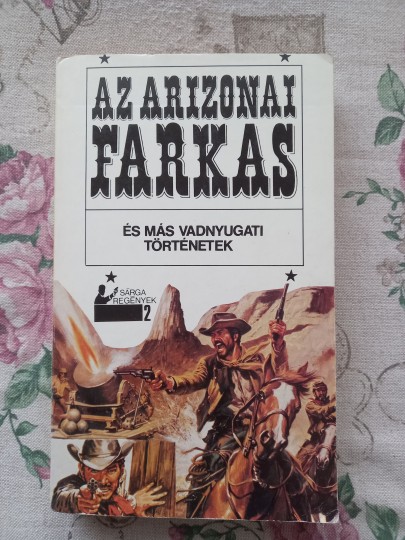 AZ ARIZONAI
FARKAS
ÉS MÁS VADNYUGATI
TÖRTÉNETEK
SÁRGA
REGÉNYEK
2